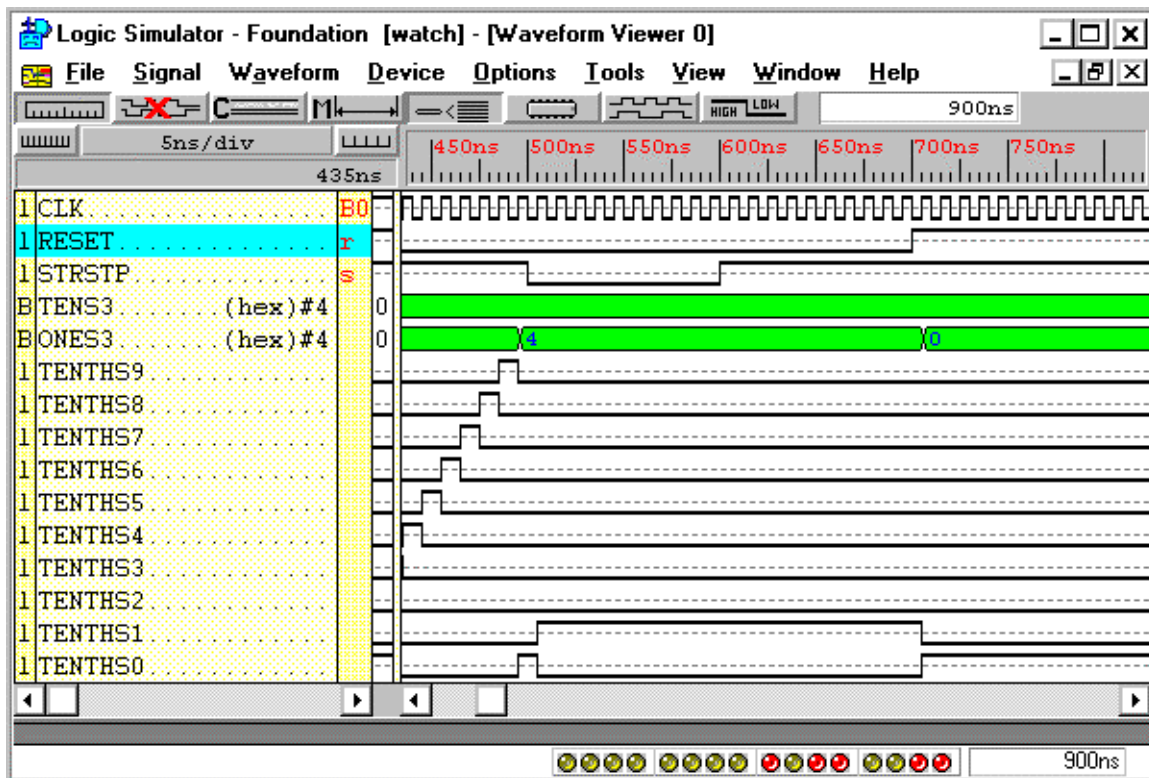 Logic Simulator - Foundation [watch] - [Waveform Viewer 0]
File Signal Waveform Device Options Tools View Window Help
C M HIGH LOW 900ns
5ns/div 450ns 500ns 550ns 600ns 650ns 700ns 750ns
435ns
1 CLK................ B0
1 RESET.............. r
1 STRSTP............. s
B TENS3.......(hex)#4 0
B ONES3.......(hex)#4 0 4 0
1 TENTHS9............
1 TENTHS8............
1 TENTHS7............
1 TENTHS6............
1 TENTHS5............
1 TENTHS4............
1 TENTHS3............
1 TENTHS2............
1 TENTHS1............
1 TENTHS0............
900ns